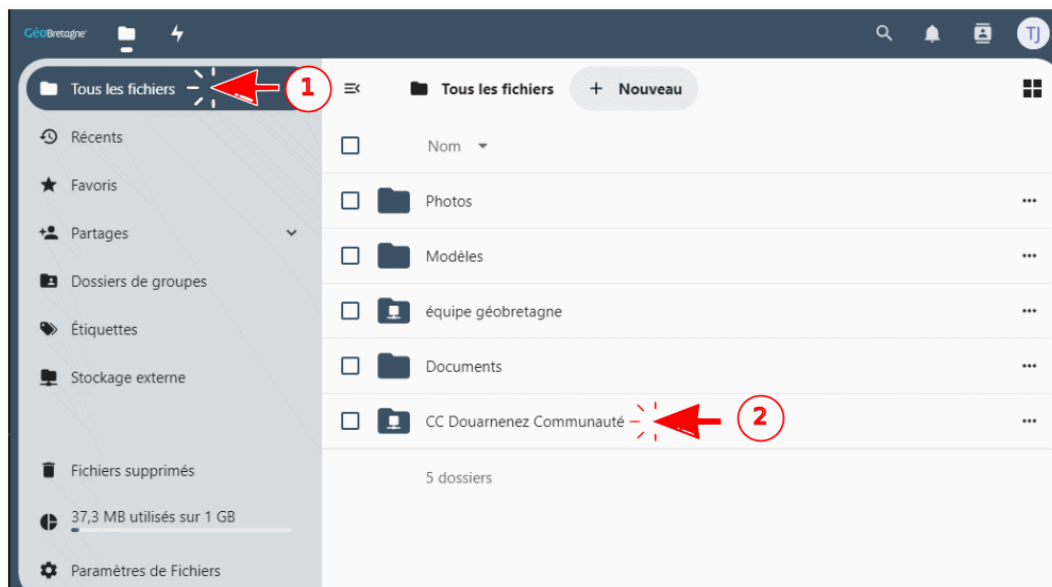 GéoBretagne
TJ
Tous les fichiers
1
Récents
Favoris
Partages
Dossiers de groupes
Étiquettes
Stockage externe
Fichiers supprimés
37,3 MB utilisés sur 1 GB
Paramètres de Fichiers
Tous les fichiers + Nouveau
Nom
Photos
Modèles
équipe géobretagne
Documents
CC Douarnenez Communauté
2
5 dossiers